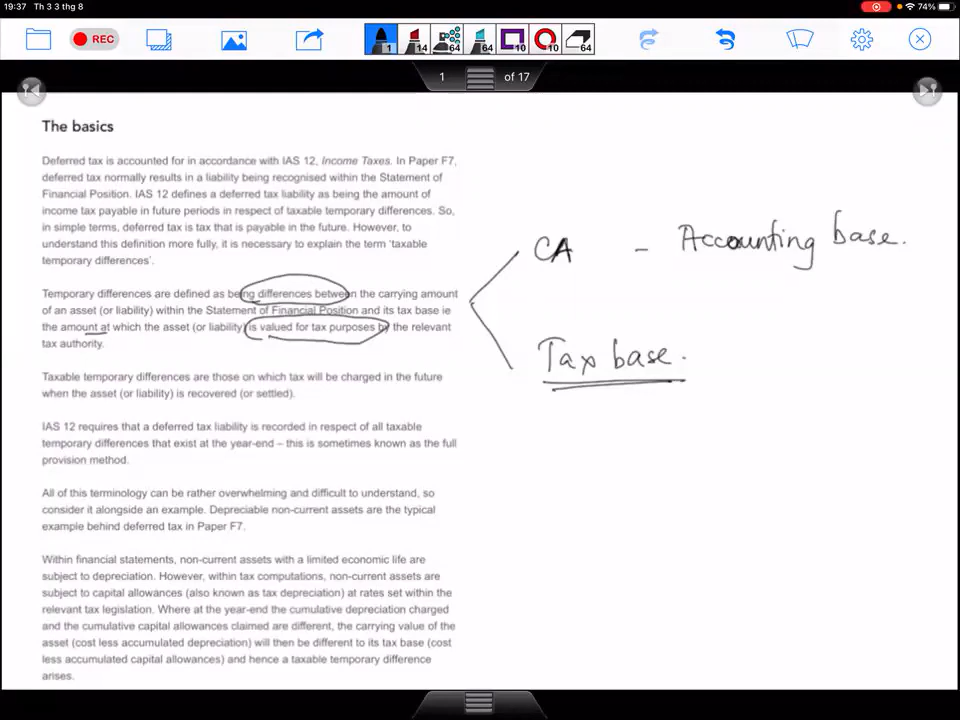 19:37 Th 3 3 thg 8
74%
REC
1 14 64 64 10 10 64
1 of 17
The basics
Deferred tax is accounted for in accordance with IAS 12, Income Taxes. In Paper F7,
deferred tax normally results in a liability being recognised within the Statement of
Financial Position. IAS 12 defines a deferred tax liability as being the amount of
income tax payable in future periods in respect of taxable temporary differences. So,
in simple terms, deferred tax is tax that is payable in the future. However, to
understand this definition more fully, it is necessary to explain the term ‘taxable
temporary differences’.
Temporary differences are defined as being differences between the carrying amount
of an asset (or liability) within the Statement of Financial Position and its tax base ie
the amount at which the asset (or liability) is valued for tax purposes by the relevant
tax authority.
Taxable temporary differences are those on which tax will be charged in the future
when the asset (or liability) is recovered (or settled).
IAS 12 requires that a deferred tax liability is recorded in respect of all taxable
temporary differences that exist at the year-end – this is sometimes known as the full
provision method.
All of this terminology can be rather overwhelming and difficult to understand, so
consider it alongside an example. Depreciable non-current assets are the typical
example behind deferred tax in Paper F7.
Within financial statements, non-current assets with a limited economic life are
subject to depreciation. However, within tax computations, non-current assets are
subject to capital allowances (also known as tax depreciation) at rates set within the
relevant tax legislation. Where at the year-end the cumulative depreciation charged
and the cumulative capital allowances claimed are different, the carrying value of the
asset (cost less accumulated depreciation) will then be different to its tax base (cost
less accumulated capital allowances) and hence a taxable temporary difference
arises.
CA - Accounting base.
Tax base.